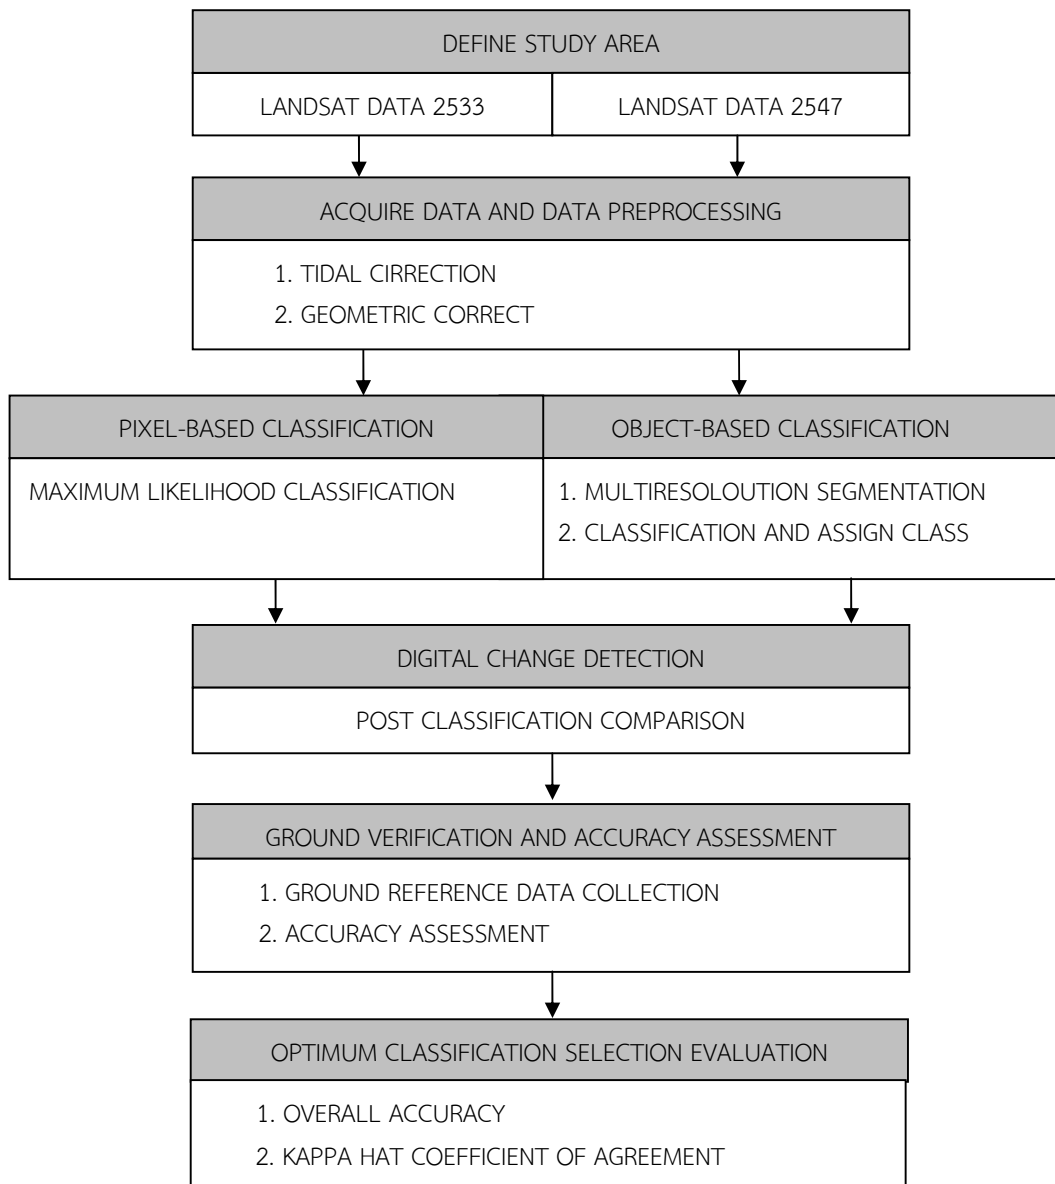 DEFINE STUDY AREA
LANDSAT DATA 2533
LANDSAT DATA 2547
ACQUIRE DATA AND DATA PREPROCESSING
1. TIDAL CIRRECTION
2. GEOMETRIC CORRECT
PIXEL-BASED CLASSIFICATION
MAXIMUM LIKELIHOOD CLASSIFICATION
OBJECT-BASED CLASSIFICATION
1. MULTIRESOLOUTION SEGMENTATION
2. CLASSIFICATION AND ASSIGN CLASS
DIGITAL CHANGE DETECTION
POST CLASSIFICATION COMPARISON
GROUND VERIFICATION AND ACCURACY ASSESSMENT
1. GROUND REFERENCE DATA COLLECTION
2. ACCURACY ASSESSMENT
OPTIMUM CLASSIFICATION SELECTION EVALUATION
1. OVERALL ACCURACY
2. KAPPA HAT COEFFICIENT OF AGREEMENT